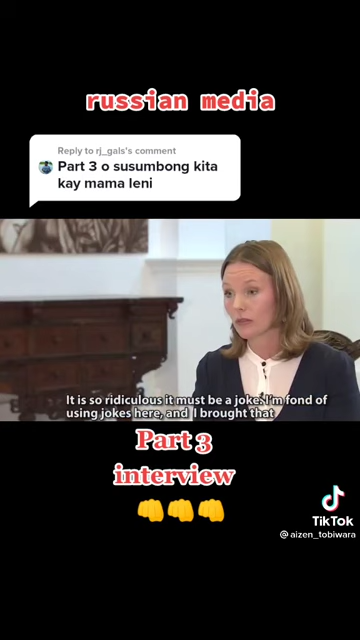 russian media
Reply to rj_gals's comment
Part 3 o susumbong kita
kay mama leni
It is so ridiculous it must be a joke. I'm fond of
using jokes here, and I brought that
Part 3
interview
TikTok
@aizen_tobiwara